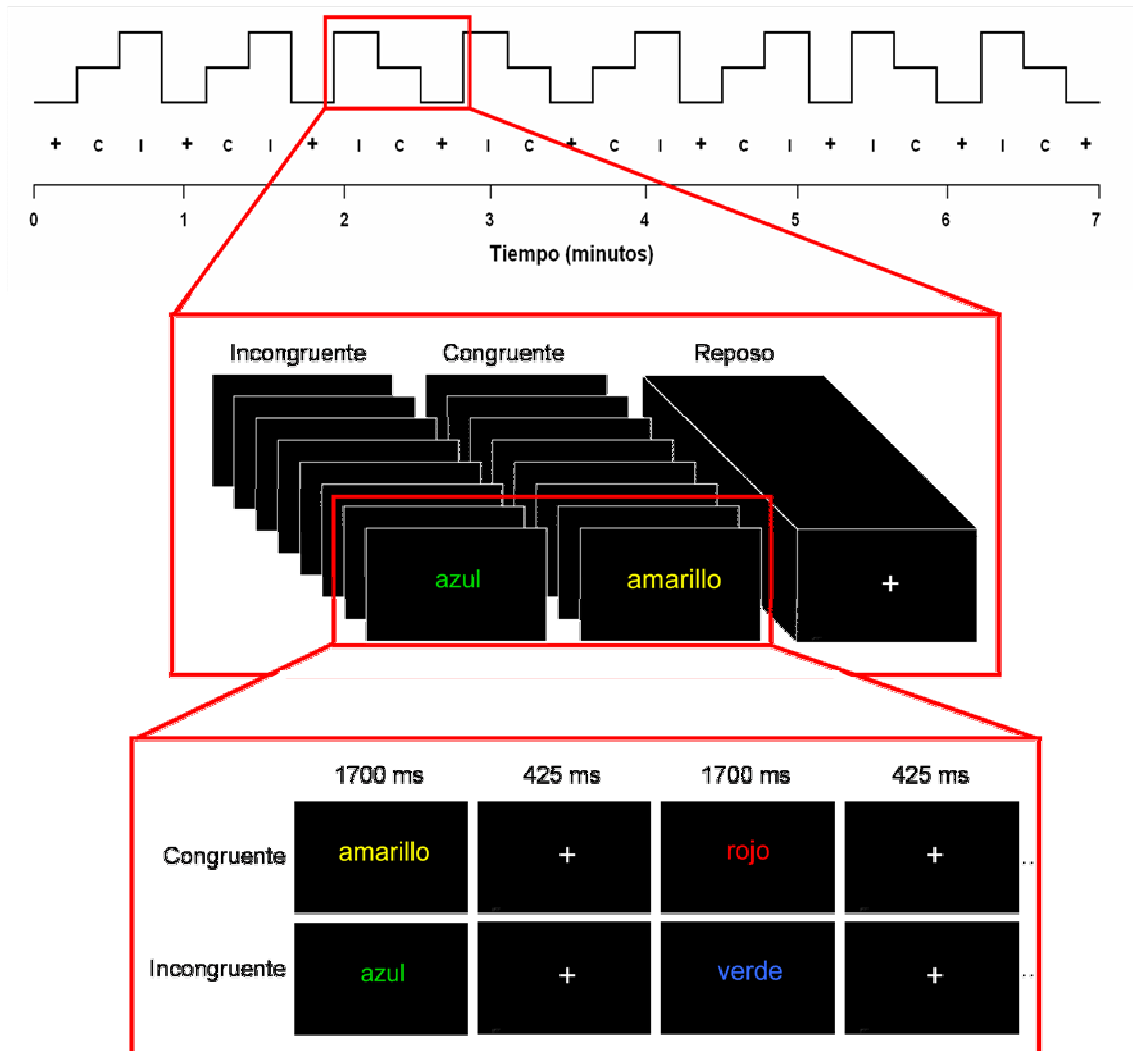 + C I + C I + I C + I C + C I + C I + I C + I C +
0 1 2 3 4 5 6 7
Tiempo (minutos)
Incongruente Congruente Reposo
azul amarillo +
1700 ms 425 ms 1700 ms 425 ms
Congruente amarillo + rojo + ..
Incongruente azul + verde + ..